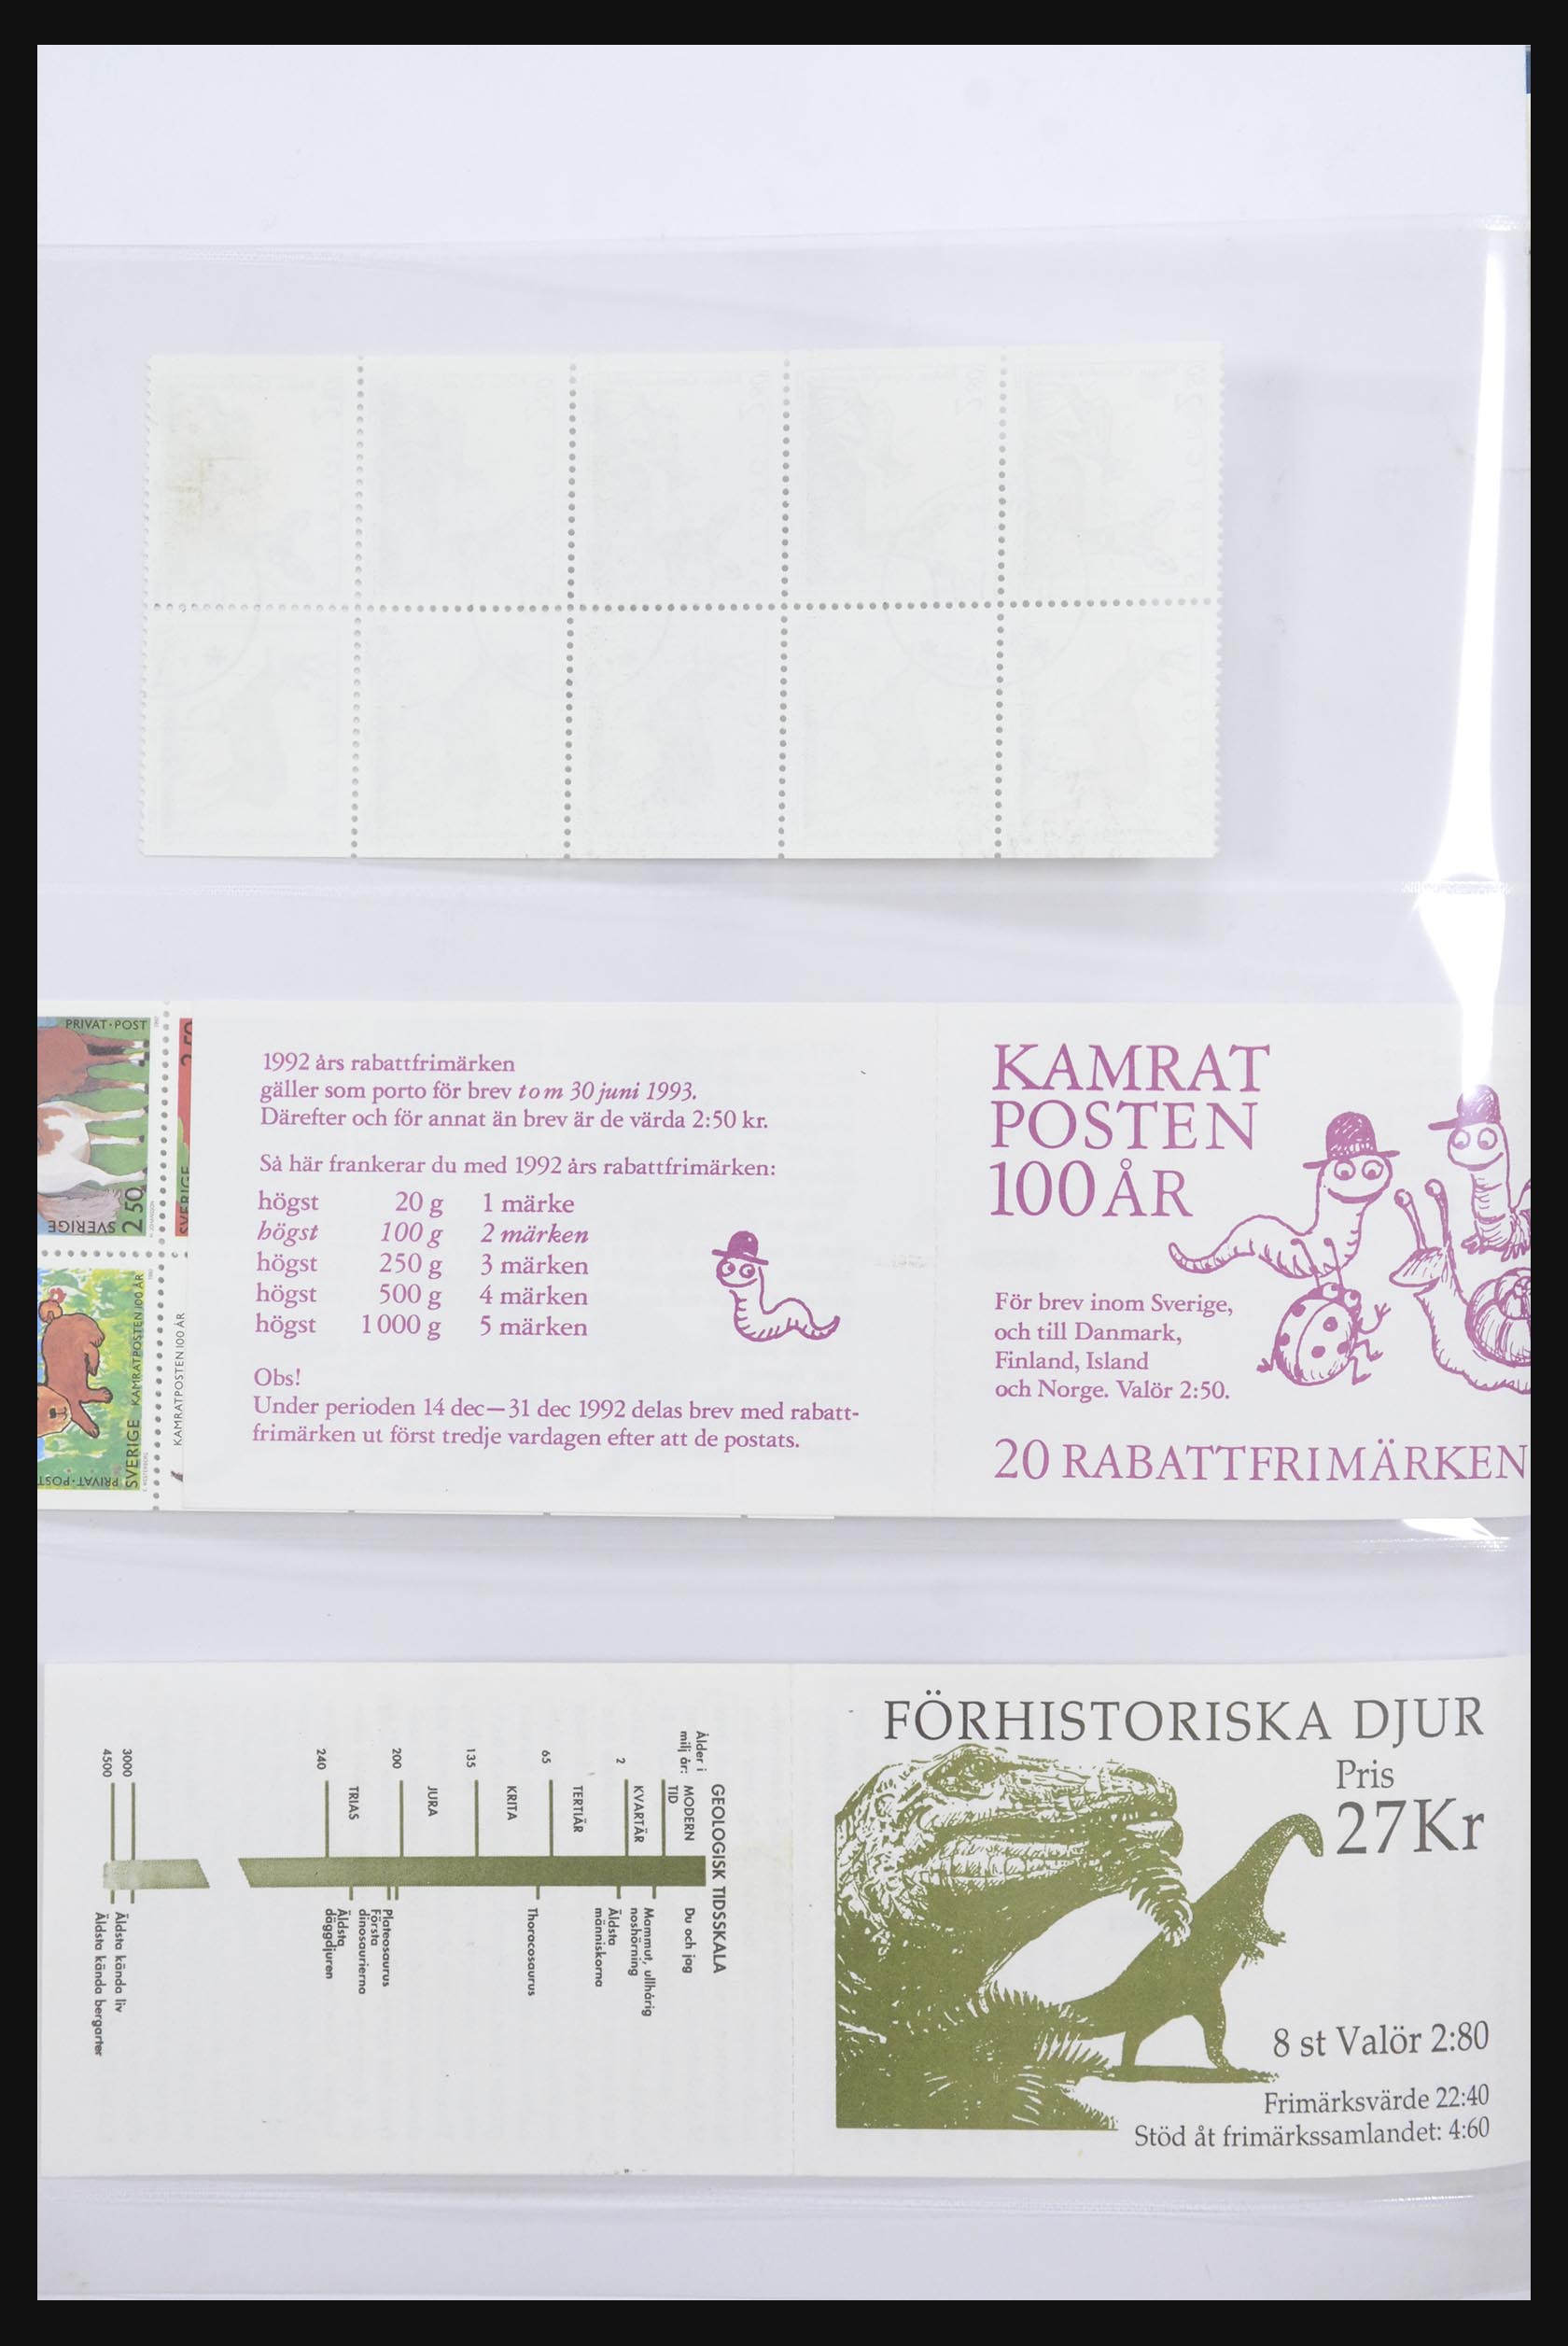 PRIVAT·POST
SVERIGE
2 50
SVERIGE
2 50
SVERIGE
KAMRATPOSTEN 100 ÅR
PRIVAT·POST
KAMRATPOSTEN 100 ÅR
1992 års rabattfrimärken
gäller som porto för brev t o m 30 juni 1993.
Därefter och för annat än brev är de värda 2:50 kr.
Så här frankerar du med 1992 års rabattfrimärken:
högst 20 g 1 märke
högst 100 g 2 märken
högst 250 g 3 märken
högst 500 g 4 märken
högst 1 000 g 5 märken
Obs!
Under perioden 14 dec—31 dec 1992 delas brev med rabatt-
frimärken ut först tredje vardagen efter att de postats.
KAMRAT
POSTEN
100 ÅR
För brev inom Sverige,
och till Danmark,
Finland, Island
och Norge. Valör 2:50.
20 RABATTFRIMÄRKEN
GEOLOGISK TIDSSKALA
Ålder i
milj år:
MODERN
TID
Du och jag
KVARTÄR
Mammut, ullhårig
noshörning
2
Äldsta
människorna
TERTIÄR
65
Thoracosaurus
KRITA
135
JURA
200
Plateosaurus
Första
dinosaurierna
TRIAS
Äldsta
däggdjuren
240
3000
Äldsta kända liv
4500
Äldsta kända bergarter
FÖRHISTORISKA DJUR
Pris
27 Kr
8 st Valör 2:80
Frimärksvärde 22:40
Stöd åt frimärkssamlandet: 4:60